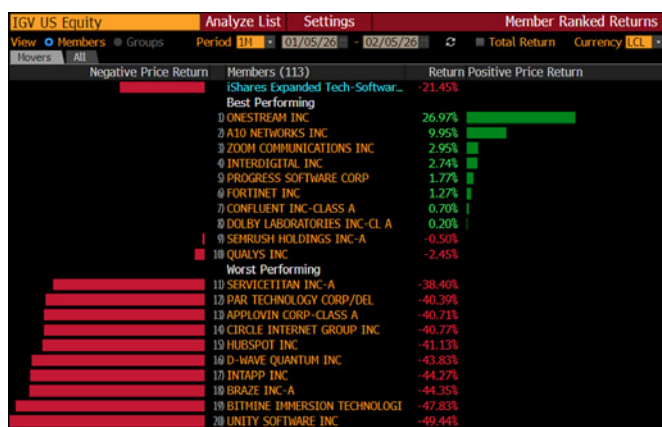 IGV US Equity Analyze List Settings Member Ranked Returns
View Members Groups Period 1M 01/05/26 - 02/05/26 Total Return Currency LCL
Movers All
Negative Price Return Members (113) Return Positive Price Return
iShares Expanded Tech-Softwar... -21.45%
Best Performing
1) ONESTREAM INC 26.97%
2) A10 NETWORKS INC 9.95%
3) ZOOM COMMUNICATIONS INC 2.95%
4) INTERDIGITAL INC 2.74%
5) PROGRESS SOFTWARE CORP 1.77%
6) FORTINET INC 1.27%
7) CONFLUENT INC-CLASS A 0.70%
8) DOLBY LABORATORIES INC-CL A 0.20%
9) SEMRUSH HOLDINGS INC-A -0.50%
10) QUALYS INC -2.45%
Worst Performing
11) SERVICETITAN INC-A -38.40%
12) PAR TECHNOLOGY CORP/DEL -40.39%
13) APPLOVIN CORP-CLASS A -40.71%
14) CIRCLE INTERNET GROUP INC -40.77%
15) HUBSPOT INC -41.13%
16) D-WAVE QUANTUM INC -43.83%
17) INTAPP INC -44.27%
18) BRAZE INC-A -44.35%
19) BITMINE IMMERSION TECHNOLOGI -47.83%
20) UNITY SOFTWARE INC -49.44%